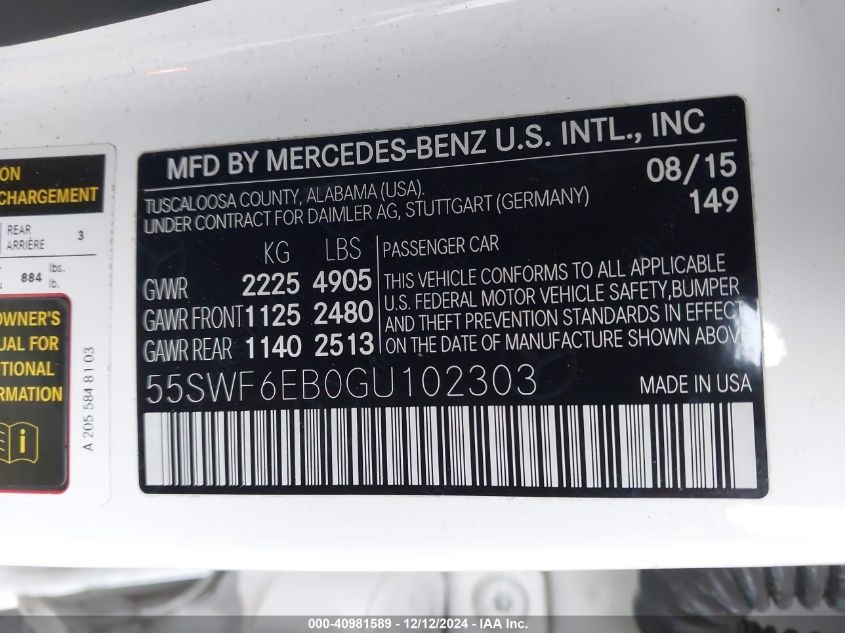 ON
CHARGEMENT
REAR
ARRIÈRE 3
884 lbs.
lb.
OWNER'S
UAL FOR
TIONAL
RMATION
A 205 584 81 03
MFD BY MERCEDES-BENZ U.S. INTL., INC
TUSCALOOSA COUNTY, ALABAMA (USA). 08/15
UNDER CONTRACT FOR DAIMLER AG, STUTTGART (GERMANY) 149
KG LBS PASSENGER CAR
GVWR 2225 4905
GAWR FRONT 1125 2480
GAWR REAR 1140 2513
THIS VEHICLE CONFORMS TO ALL APPLICABLE
U.S. FEDERAL MOTOR VEHICLE SAFETY,BUMPER
AND THEFT PREVENTION STANDARDS IN EFFECT
ON THE DATE OF MANUFACTURE SHOWN ABOVE
55SWF6EB0GU102303 MADE IN USA
000-40981589 - 12/12/2024 - IAA Inc.